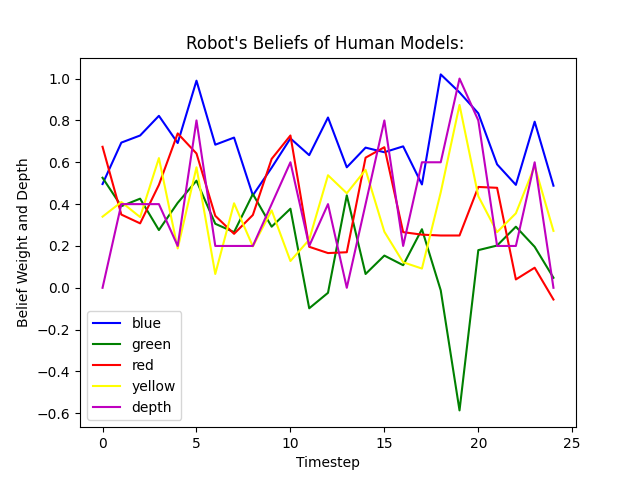 Robot's Beliefs of Human Models:
Belief Weight and Depth
1.0
0.8
0.6
0.4
0.2
0.0
−0.2
−0.4
−0.6
blue
green
red
yellow
depth
0 5 10 15 20 25
Timestep